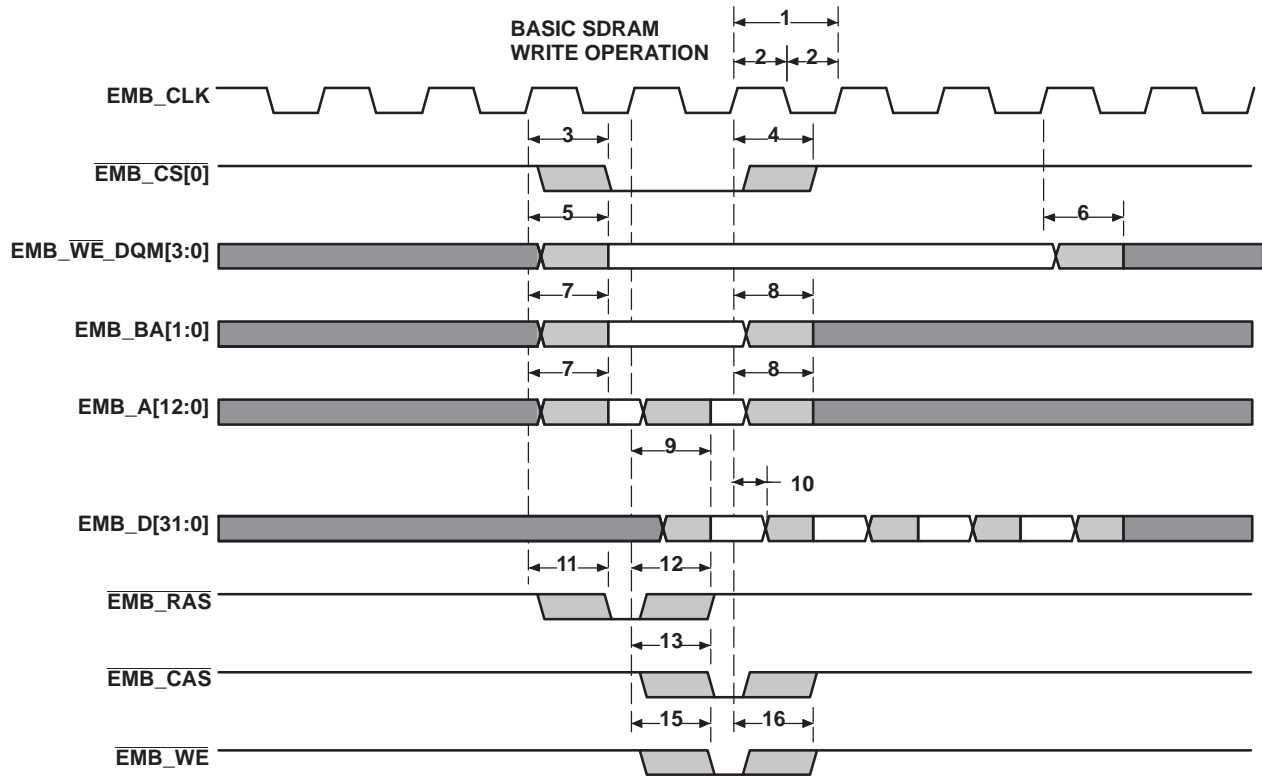 BASIC SDRAM
WRITE OPERATION
1
2 2
EMB_CLK
3 4
EMB_CS[0]
5 6
EMB_WE_DQM[3:0]
7 8
EMB_BA[1:0]
7 8
EMB_A[12:0]
9
10
EMB_D[31:0]
11 12
EMB_RAS
13
EMB_CAS
15 16
EMB_WE